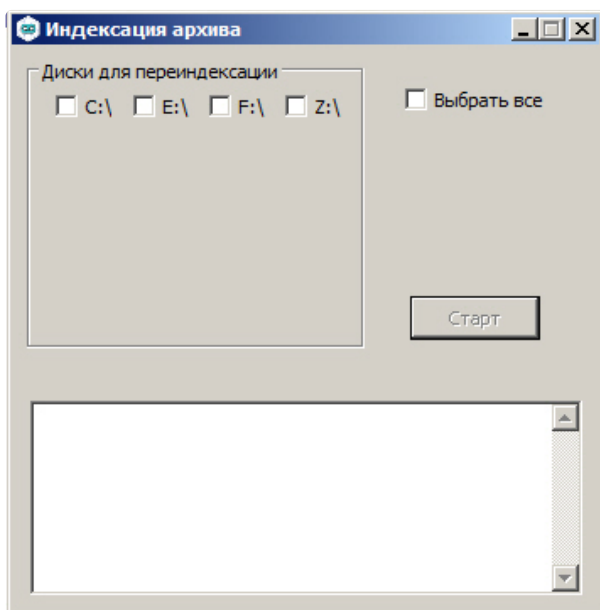 Индексация архива
Диски для переиндексации
C:\ E:\ F:\ Z:\
Выбрать все
Старт